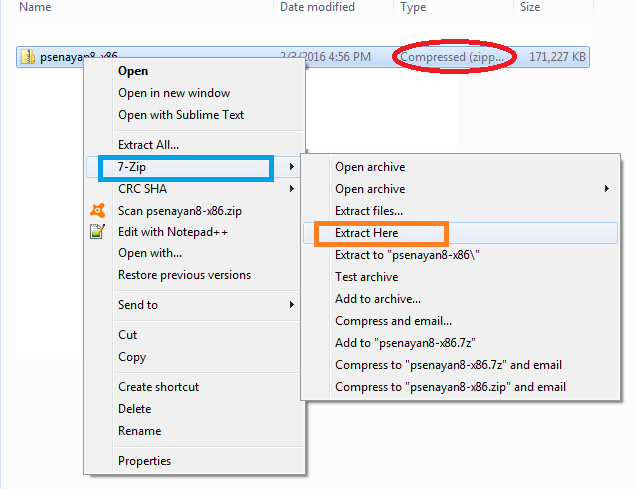 Name Date modified Type Size
psenayan8-x86 2/3/2016 4:56 PM Compressed (zipp... 171,227 KB
Open
Open in new window
Open with Sublime Text
Extract All...
7-Zip
CRC SHA
Scan psenayan8-x86.zip
Edit with Notepad++
Open with...
Restore previous versions
Send to
Cut
Copy
Create shortcut
Delete
Rename
Properties
Open archive
Open archive
Extract files...
Extract Here
Extract to "psenayan8-x86\"
Test archive
Add to archive...
Compress and email...
Add to "psenayan8-x86.7z"
Compress to "psenayan8-x86.7z" and email
Compress to "psenayan8-x86.zip" and email